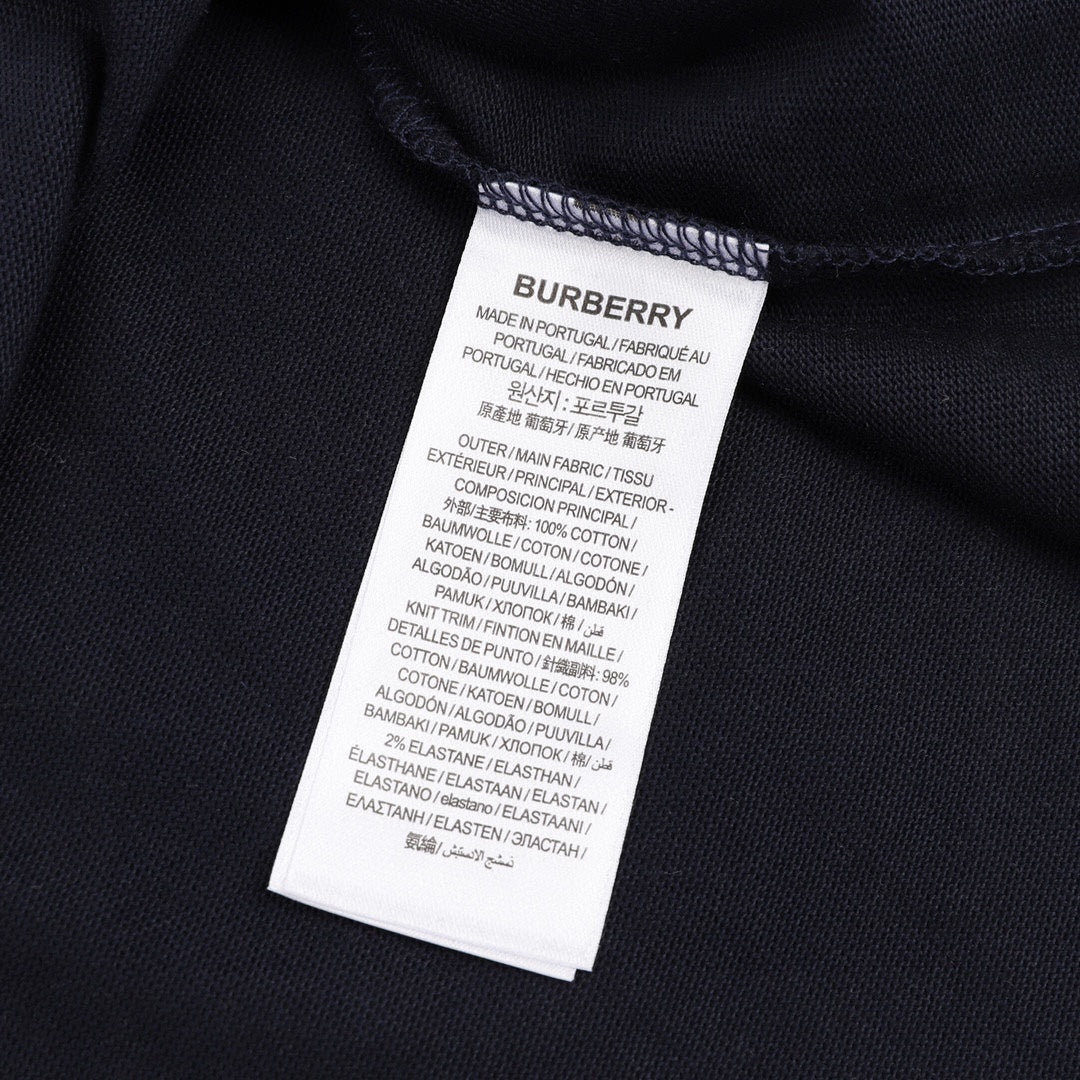 BURBERRY
MADE IN PORTUGAL / FABRIQUÉ AU
PORTUGAL / FABRICADO EM
PORTUGAL / HECHO EN PORTUGAL
원산지 : 포르투갈
原產地 葡萄牙 / 原产地 葡萄牙
OUTER / MAIN FABRIC / TISSU
EXTÉRIEUR / PRINCIPAL / EXTERIOR -
COMPOSICION PRINCIPAL /
外部/主要布料: 100% COTTON /
BAUMWOLLE / COTON / COTONE /
KATOEN / BOMULL / ALGODÓN /
ALGODÃO / PUUVILLA / BAMBAKI /
PAMUK / ХЛОПОК / 棉 / قطن
KNIT TRIM / FINTION EN MAILLE /
DETALLES DE PUNTO / 針織副料: 98%
COTTON / BAUMWOLLE / COTON /
COTONE / KATOEN / BOMULL /
ALGODÓN / ALGODÃO / PUUVILLA /
BAMBAKI / PAMUK / ХЛОПОК / 棉/ قطن
2% ELASTANE / ELASTHAN /
ÉLASTHANE / ELASTAAN / ELASTAN /
ELASTANO / elastano / ELASTAANI /
ΕΛΑΣΤΑΝΗ / ELASTEN / ЭЛАСТАН /
氨綸/